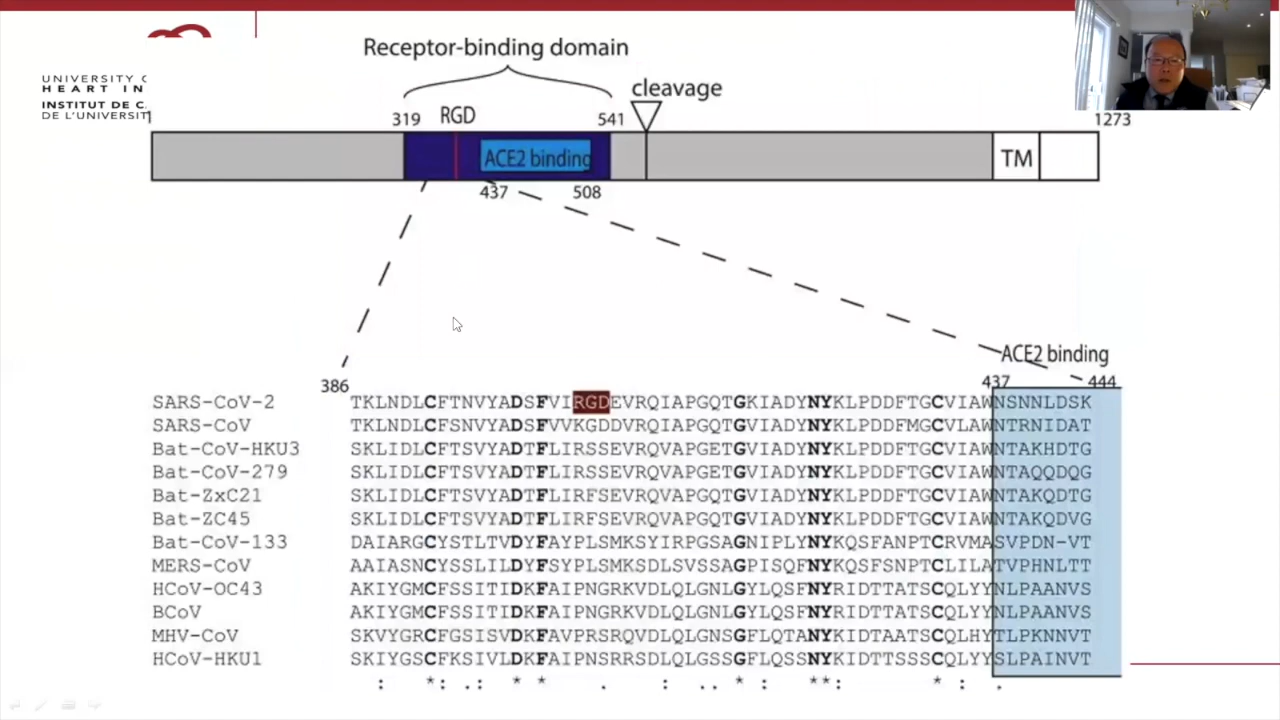 Receptor-binding domain
cleavage
UNIVERSITY O
HEART IN
INSTITUT DE C
DE L'UNIVERSIT
1
319
RGD
541
1273
ACE2 binding
TM
437
508
ACE2 binding
386
437
444
SARS-CoV-2 TKLNDLCFTNVYADSFVIRGDEVRQIAPGQTGKIADYNYKLPDDFTGCVIAWNSNNLDSK
SARS-CoV TKLNDLCFSNVYADSFVVKGDDVRQIAPGQTGVIADYNYKLPDDFMGCVLAWNTRNIDAT
Bat-CoV-HKU3 SKLIDLCFTSVYADTFLIRSSEVRQVAPGETGVIADYNYKLPDDFTGCVIAWNTAKHDTG
Bat-CoV-279 SKLIDLCFTSVYADTFLIRSSEVRQVAPGETGVIADYNYKLPDDFTGCVIAWNTAQQDQG
Bat-ZxC21 SKLIDLCFTSVYADTFLIRFSEVRQVAPGQTGVIADYNYKLPDDFTGCVIAWNTAKQDTG
Bat-ZC45 SKLIDLCFTSVYADTFLIRFSEVRQVAPGQTGVIADYNYKLPDDFTGCVIAWNTAKQDVG
Bat-CoV-133 DAIARGCYSTLTVDYFAYPLSMKSYIRPGSAGNIPLYNYKQSFANPTCRVMASVPDN-VT
MERS-CoV AAIASNCYSSLILDYFSYPLSMKSDLSVSSAGPISQFNYKQSFSNPTCLILATVPHNLTT
HCoV-OC43 AKIYGMCFSSITIDKFAIPNGRKVDLQLGNLGYLQSFNYRIDTTATSCQLYYNLPAANVS
BCoV AKIYGMCFSSITIDKFAIPNGRKVDLQLGNLGYLQSFNYRIDTTATSCQLYYNLPAANVS
MHV-CoV SKVYGRCFGSISVDKFAVPRSRQVDLQLGNSGFLQTANYKIDTAATSCQLHYTLPKNNVT
HCoV-HKU1 SKIYGSCFKSIVLDKFAIPNSRRSDLQLGSSGFLQSSNYKIDTTSSSCQLYYSLPAINVT
: *: .: * * . : .. * : **: * : .